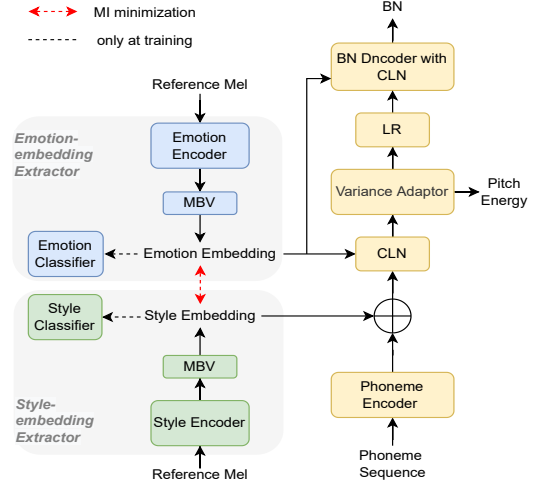 MI minimization
only at training
Reference Mel
Emotion-
embedding
Extractor
Emotion
Encoder
MBV
Emotion
Classifier
Emotion Embedding
Style
Classifier
Style Embedding
MBV
Style Encoder
Style-
embedding
Extractor
Reference Mel
BN
BN Dncoder with
CLN
LR
Variance Adaptor
Pitch
Energy
CLN
Phoneme
Encoder
Phoneme
Sequence